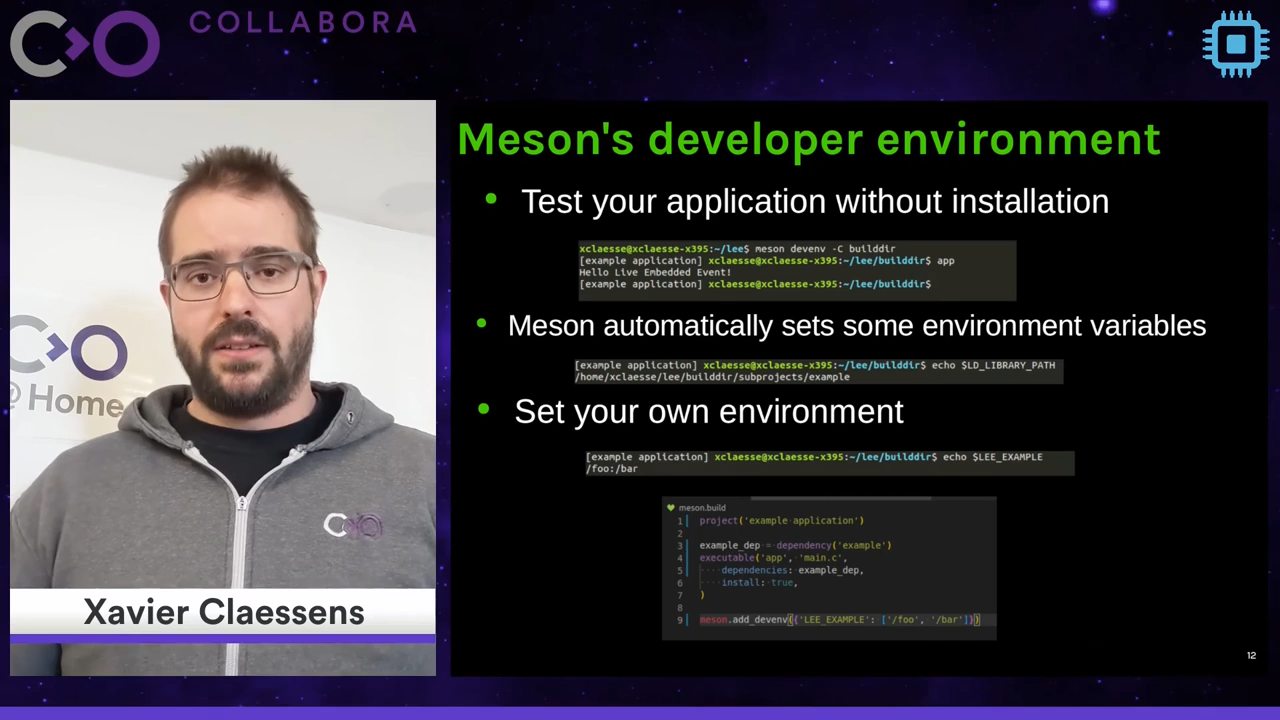 COLLABORA
@ Home
Xavier Claessens
Meson's developer environment
Test your application without installation
xclaesse@xclaesse-x395:~/lee$ meson devenv -C builddir
[example application] xclaesse@xclaesse-x395:~/lee/builddir$ app
Hello Live Embedded Event!
[example application] xclaesse@xclaesse-x395:~/lee/builddir$
Meson automatically sets some environment variables
[example application] xclaesse@xclaesse-x395:~/lee/builddir$ echo $LD_LIBRARY_PATH
/home/xclaesse/lee/builddir/subprojects/example
Set your own environment
[example application] xclaesse@xclaesse-x395:~/lee/builddir$ echo $LEE_EXAMPLE
/foo:/bar
meson.build
1 project('example application')
2
3 example_dep = dependency('example')
4 executable('app', 'main.c',
5 dependencies: example_dep,
6 install: true,
7 )
8
9 meson.add_devenv({'LEE_EXAMPLE': ['/foo', '/bar']})
12